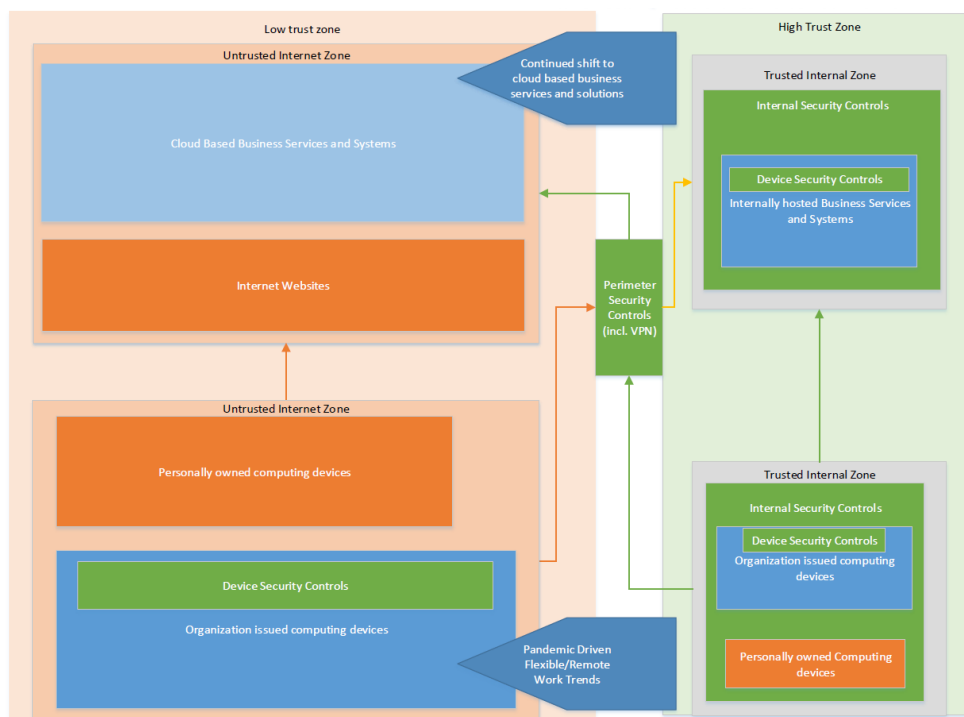 Low trust zone
Untrusted Internet Zone
Cloud Based Business Services and Systems
Internet Websites
Continued shift to
cloud based business
services and solutions
High Trust Zone
Trusted Internal Zone
Internal Security Controls
Device Security Controls
Internally hosted Business Services
and Systems
Perimeter
Security
Controls
(incl. VPN)
Untrusted Internet Zone
Personally owned computing devices
Device Security Controls
Organization issued computing devices
Pandemic Driven
Flexible/Remote
Work Trends
Trusted Internal Zone
Internal Security Controls
Device Security Controls
Organization issued computing
devices
Personally owned Computing
devices